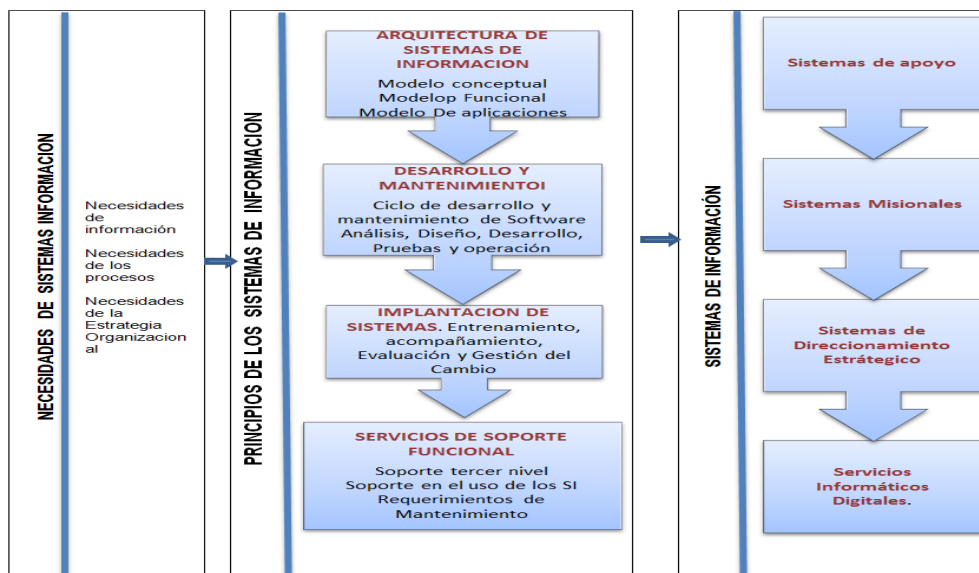 NECESIDADES DE SISTEMAS INFORMACION
Necesidades
de
información
Necesidades
de los
procesos
Necesidades
de la
Estrategia
Organizacion
al
PRINCIPIOS DE LOS SISTEMAS DE INFORMACION
ARQUITECTURA DE
SISTEMAS DE
INFORMACION
Modelo conceptual
Modelop Funcional
Modelo De aplicaciones
DESARROLLO Y
MANTENIMIENTOI
Ciclo de desarrollo y
mantenimiento de Software
Análisis, Diseño, Desarrollo,
Pruebas y operación
IMPLANTACION DE
SISTEMAS. Entrenamiento,
acompañamiento,
Evaluación y Gestión del
Cambio
SERVICIOS DE SOPORTE
FUNCIONAL
Soporte tercer nivel
Soporte en el uso de los SI
Requerimientos de
Mantenimiento
SISTEMAS DE INFORMACIÓN
Sistemas de apoyo
Sistemas Misionales
Sistemas de
Direccionamiento
Estrátegico
Servicios
Informáticos
Digitales.